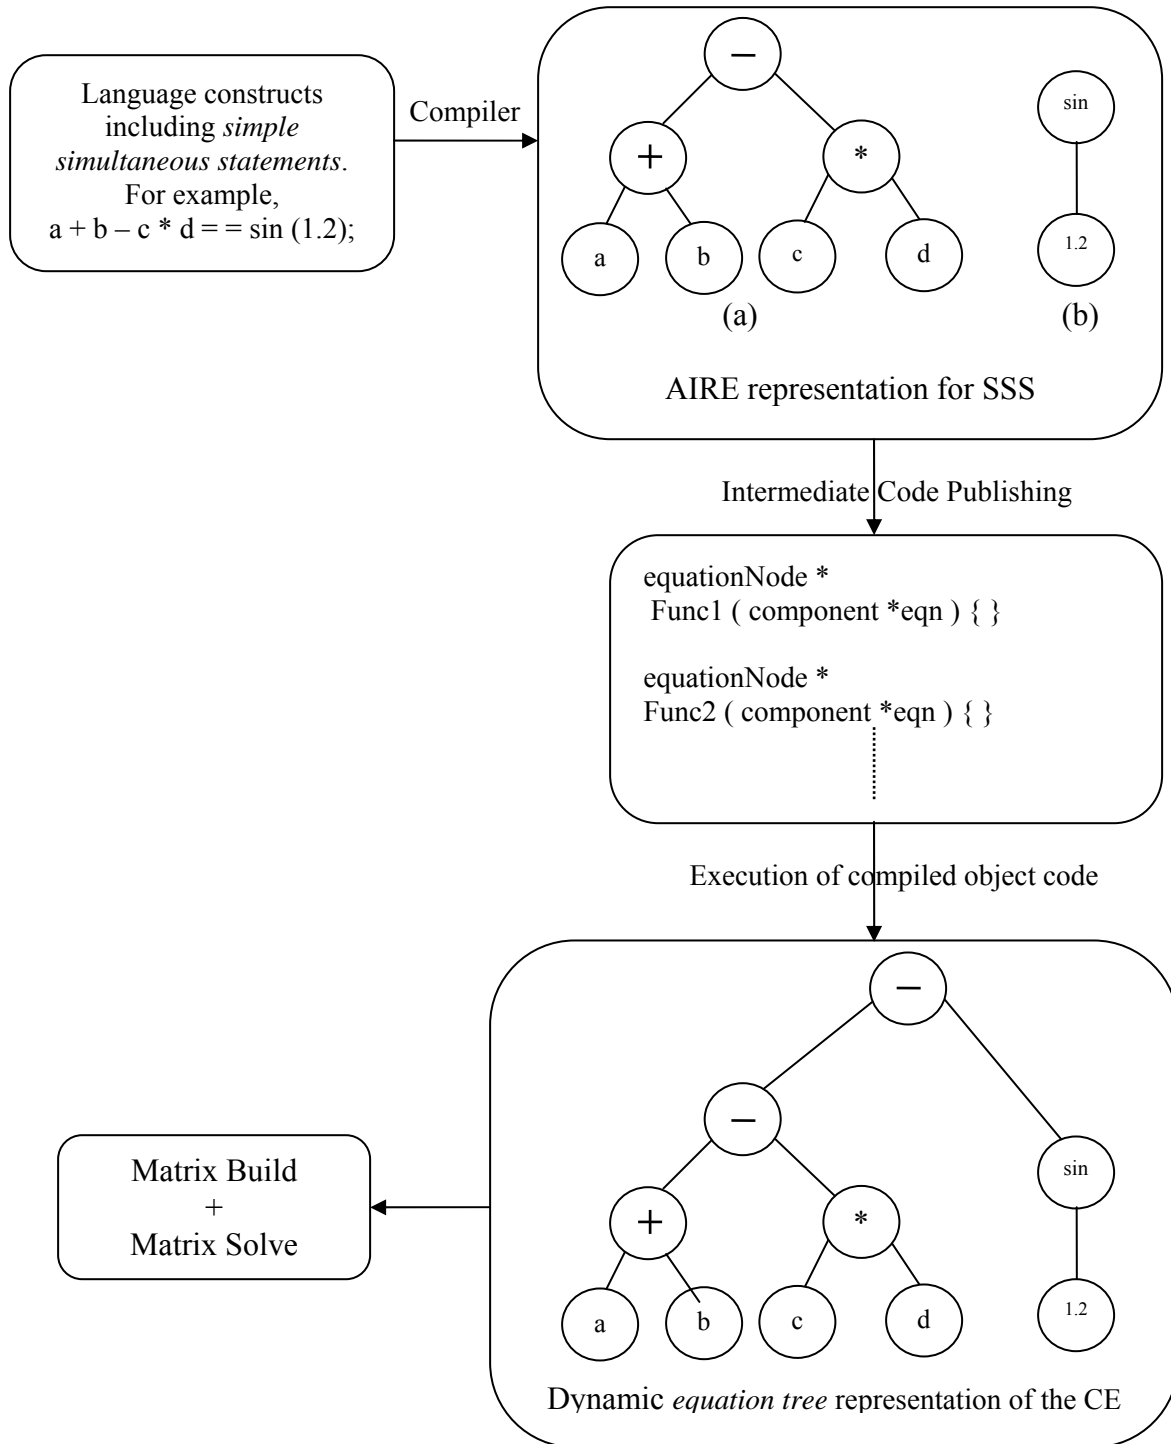 Language constructs
including simple
simultaneous statements.
For example,
a + b – c * d = = sin (1.2);
Compiler
−
+
*
a
b
c
d
sin
1.2
(a)
(b)
AIRE representation for SSS
Intermediate Code Publishing
equationNode *
Func1 ( component *eqn ) { }
equationNode *
Func2 ( component *eqn ) { }
Execution of compiled object code
−
−
+
*
sin
a
b
c
d
1.2
Dynamic equation tree representation of the CE
Matrix Build
+
Matrix Solve